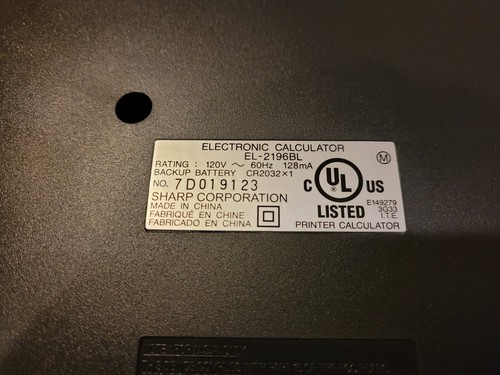 ELECTRONIC CALCULATOR
EL-2196BL
RATING : 120V ~ 60Hz 128mA
BACKUP BATTERY CR2032×1
NO. 7D019123
SHARP CORPORATION
MADE IN CHINA
FABRIQUÉ EN CHINE
FABRICADO EN CHINA
M
C UL US
LISTED
E149279
3G33
I.T.E.
PRINTER CALCULATOR